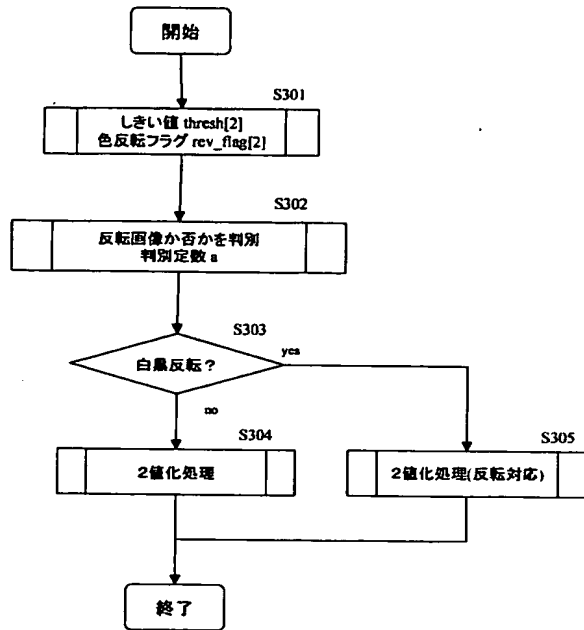 開始
S301
しきい値 thresh[2]
色反転フラグ rev_flag[2]
S302
反転画像か否かを判別
判別定数 a
S303
白黒反転？
yes
no
S304
2値化処理
S305
2値化処理(反転対応)
終了